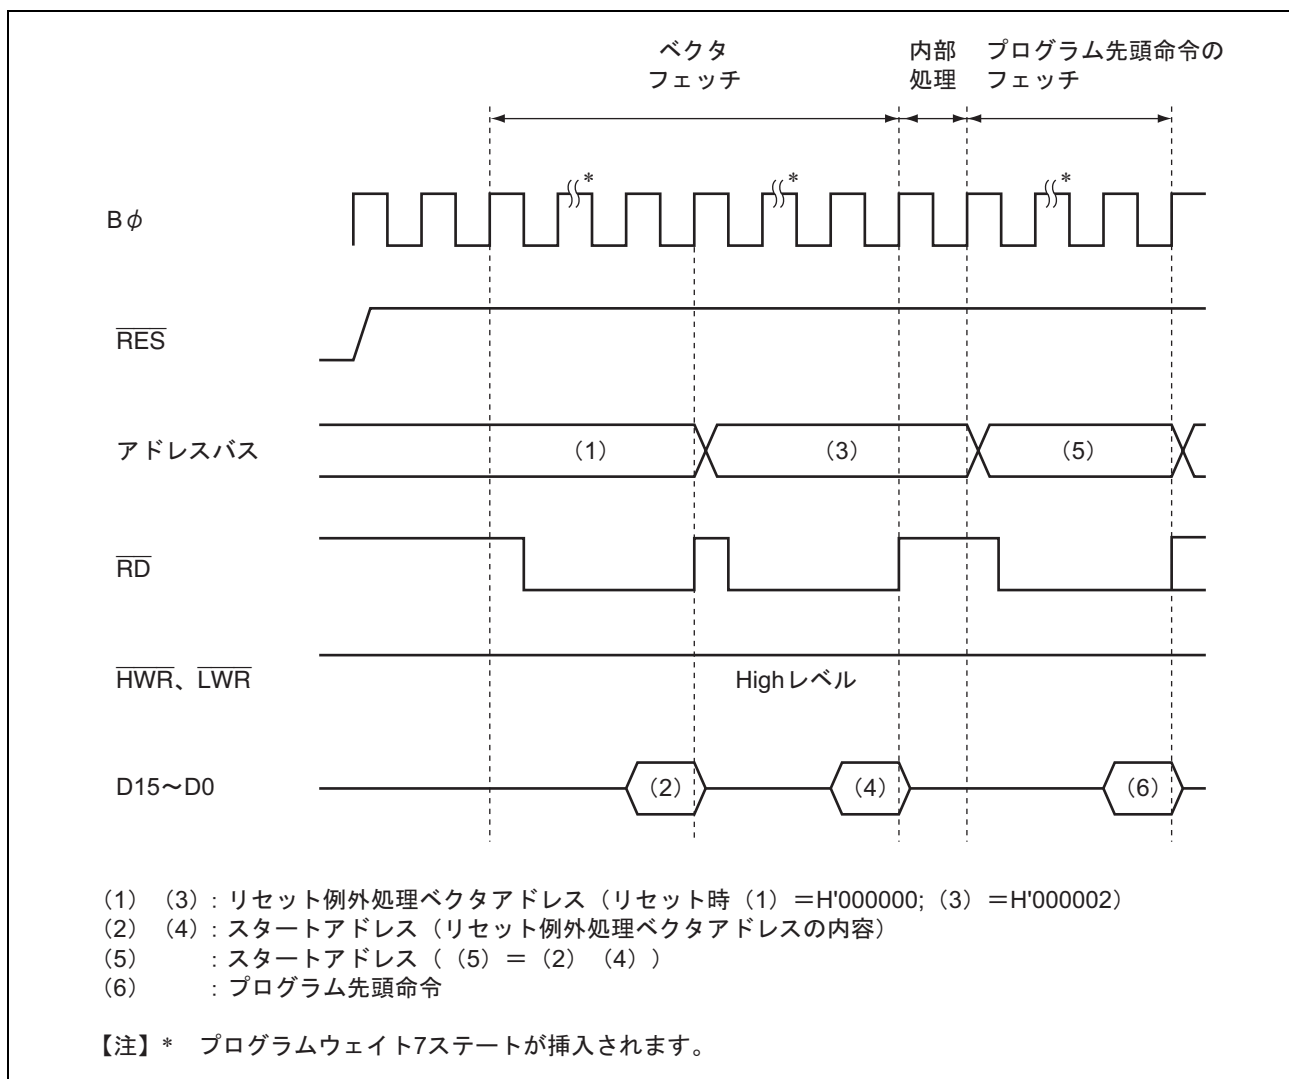 ベクタ
フェッチ
内部
処理
プログラム先頭命令の
フェッチ
Bφ
*
*
*
RES
アドレスバス
(1)
(3)
(5)
RD
HWR、LWR
Highレベル
D15~D0
(2)
(4)
(6)
(1)(3):リセット例外処理ベクタアドレス(リセット時(1)=H'000000;(3)=H'000002)
(2)(4):スタートアドレス(リセット例外処理ベクタアドレスの内容)
(5) :スタートアドレス((5)=(2)(4))
(6) :プログラム先頭命令
【注】* プログラムウェイト7ステートが挿入されます。